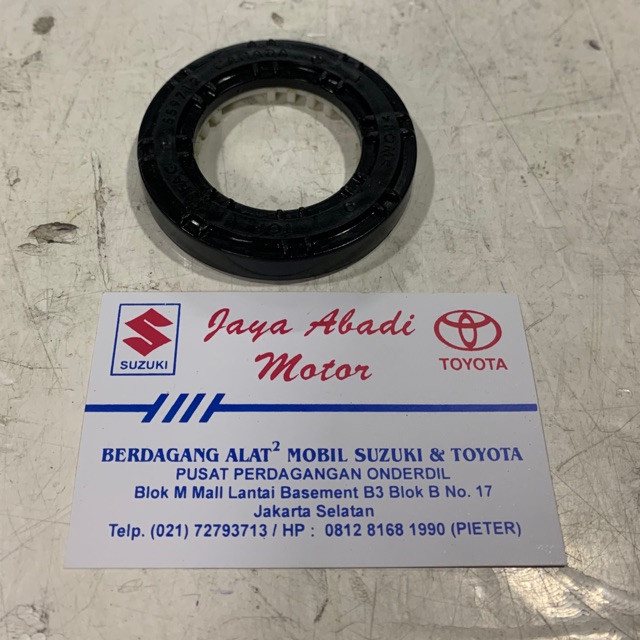 Jaya Abadi
Motor
SUZUKI
TOYOTA
BERDAGANG ALAT² MOBIL SUZUKI & TOYOTA
PUSAT PERDAGANGAN ONDERDIL
Blok M Mall Lantai Basement B3 Blok B No. 17
Jakarta Selatan
Telp. (021) 72793713 / HP : 0812 8168 1990 (PIETER)